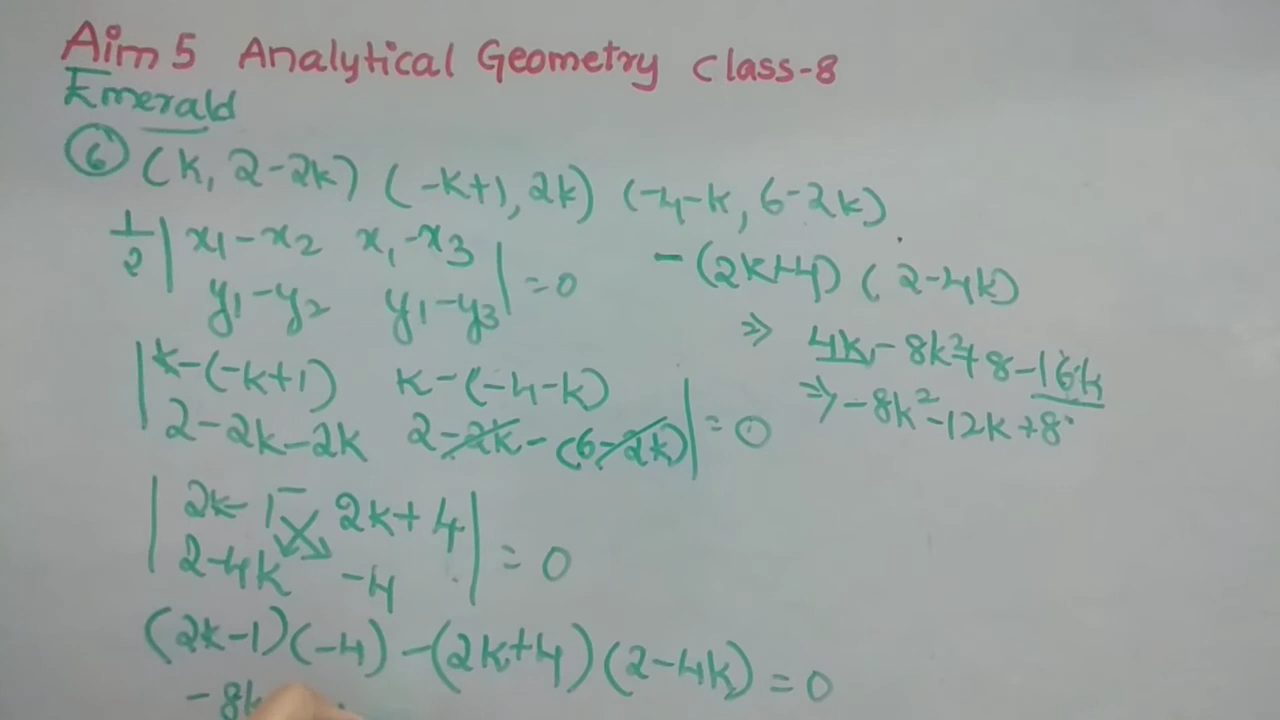 Aim 5 Analytical Geometry Class-8
Emerald
⑥ (k, 2-2k) (-k+1, 2k) (-4-k, 6-2k)
1/2 | x₁-x₂ x₁-x₃ |
| y₁-y₂ y₁-y₃ | = 0
| k-(-k+1) k-(-4-k) |
| 2-2k-2k 2-2k-(6-2k) | = 0
| 2k-1 2k+4 |
| 2-4k -4 | = 0
(2k-1)(-4) -(2k+4)(2-4k) = 0
-8k
-(2k+4) (2-4k)
⇒ 4k-8k²+8-16k
⇒ -8k²-12k+8